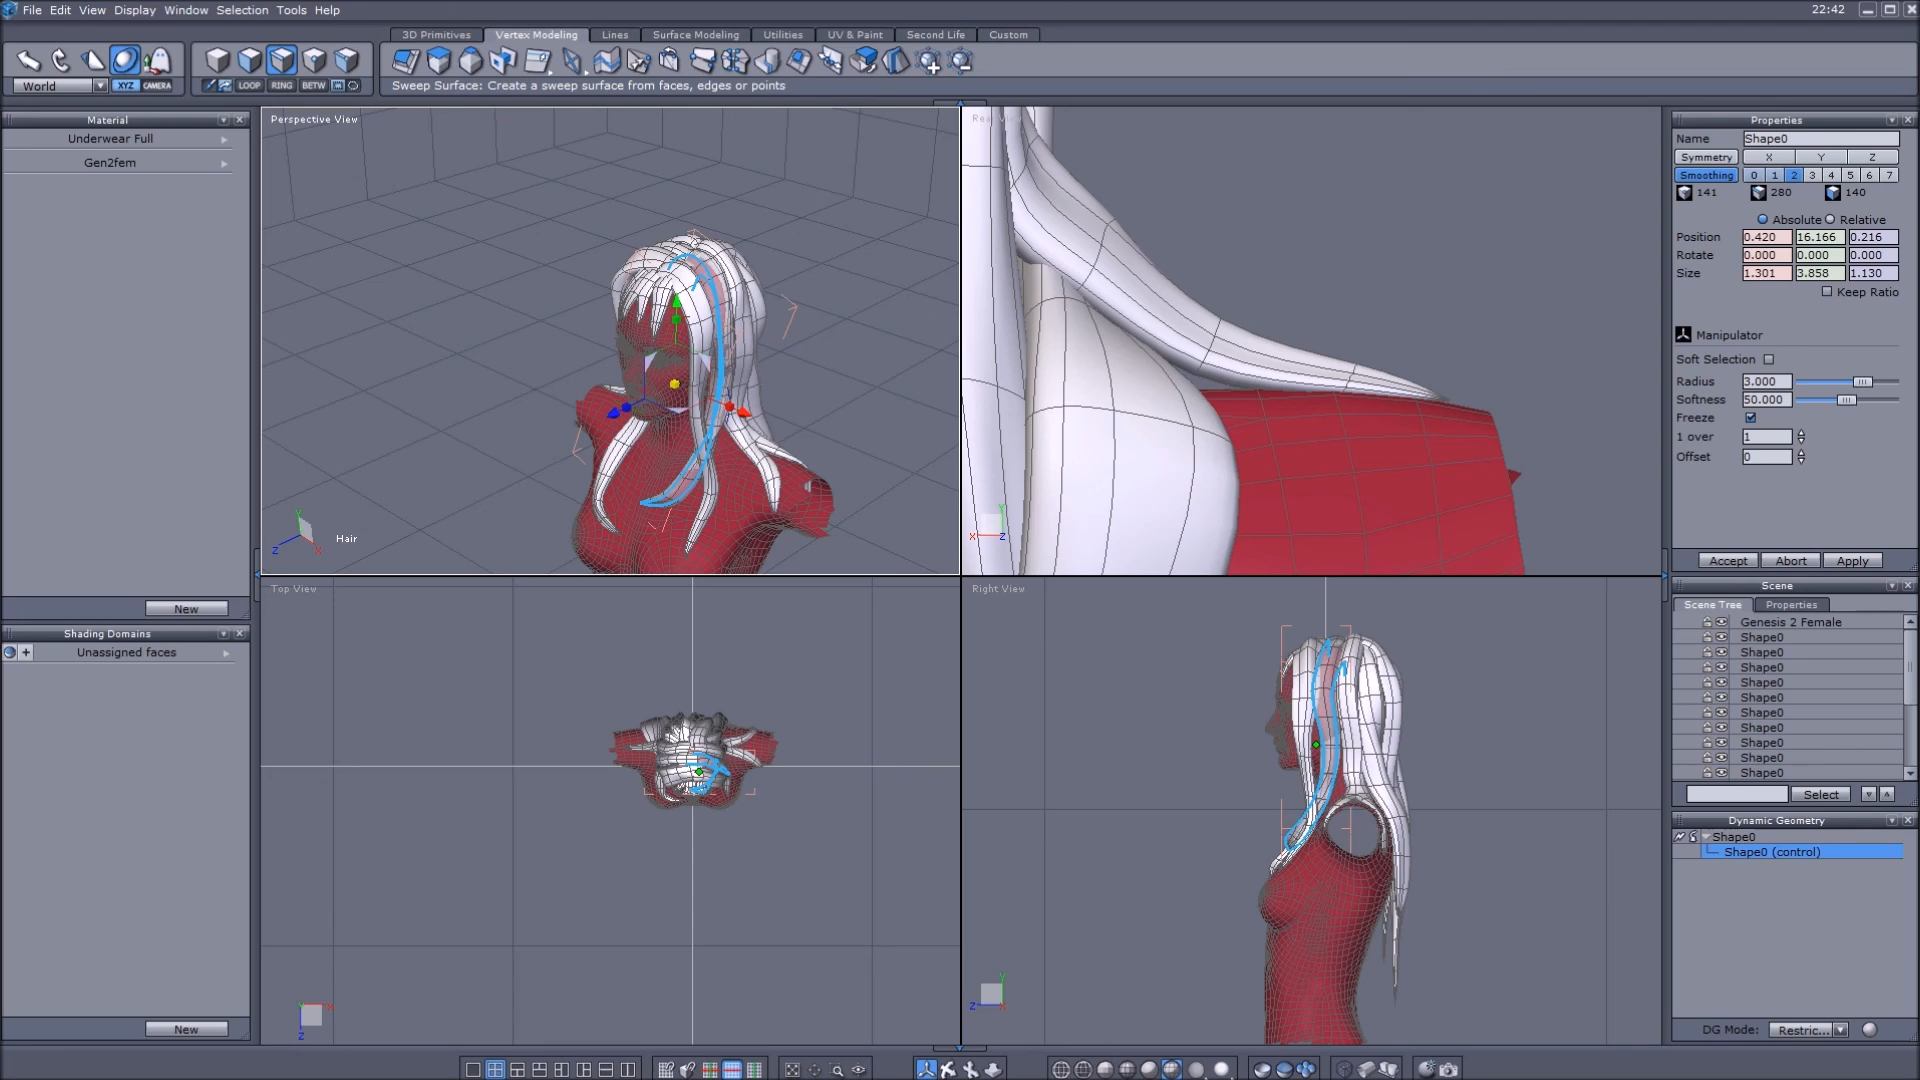 File Edit View Display Window Selection Tools Help
22:42
3D Primitives Vertex Modeling Lines Surface Modeling Utilities UV & Paint Second Life Custom
World XYZ CAMERA LOOP RING BETW
Sweep Surface: Create a sweep surface from faces, edges or points
Material
Underwear Full
Gen2fem
New
Shading Domains
Unassigned faces
New
Perspective View
Hair
Top View
Right View
Properties
Name Shape0
Symmetry X Y Z
Smoothing 0 1 2 3 4 5 6 7
141 280 140
Absolute Relative
Position 0.420 16.166 0.216
Rotate 0.000 0.000 0.000
Size 1.301 3.858 1.130
Keep Ratio
Manipulator
Soft Selection
Radius 3.000
Softness 50.000
Freeze
1 over 1
Offset 0
Accept Abort Apply
Scene
Scene Tree Properties
Genesis 2 Female
Shape0
Shape0
Shape0
Shape0
Shape0
Shape0
Shape0
Shape0
Shape0
Shape0
Select
Dynamic Geometry
Shape0
Shape0 (control)
DG Mode: Restric...